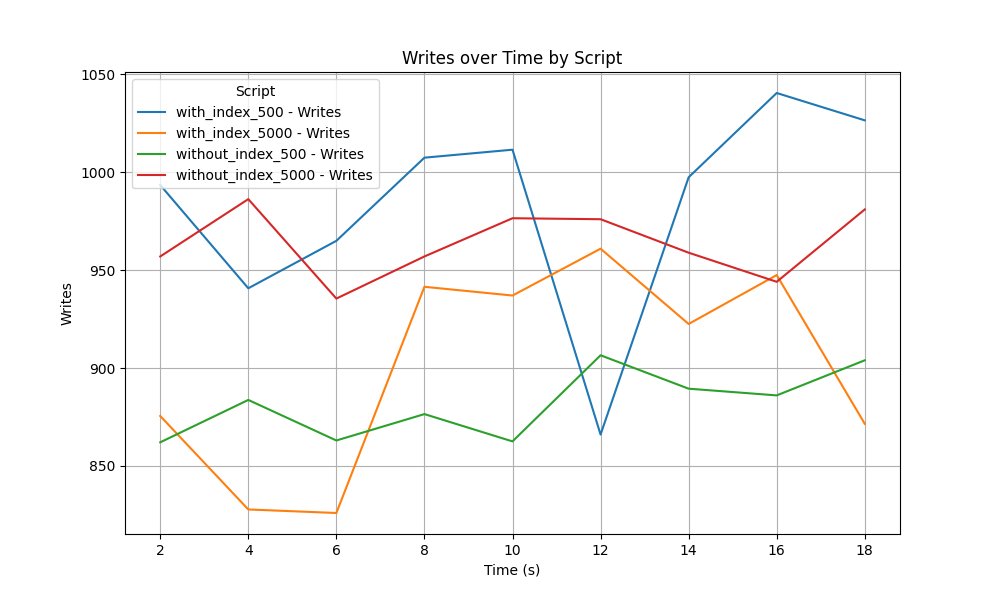 Writes over Time by Script
1050
1000
950
900
850
Writes
Script
with_index_500 - Writes
with_index_5000 - Writes
without_index_500 - Writes
without_index_5000 - Writes
2 4 6 8 10 12 14 16 18
Time (s)